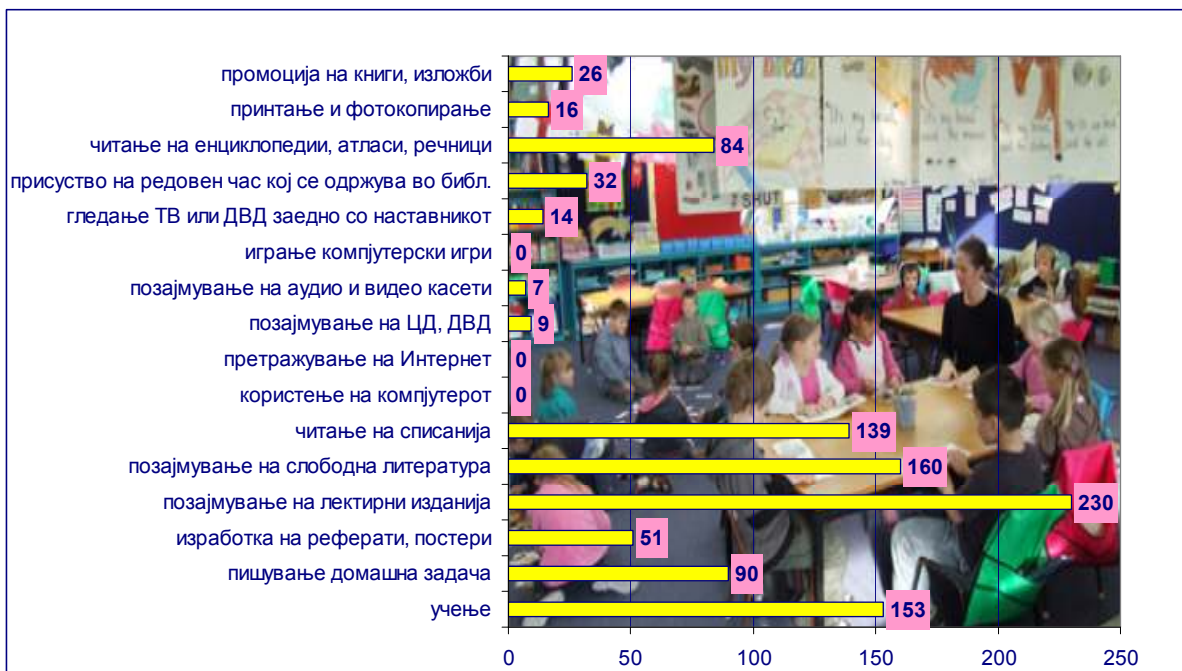 промоција на книги, изложби 26
принтање и фотокопирање 16
читање на енциклопедии, атласи, речници 84
присуство на редовен час кој се одржува во библ. 32
гледање ТВ или ДВД заедно со наставникот 14
играње компјутерски игри 0
позајмување на аудио и видео касети 7
позајмување на ЦД, ДВД 9
претражување на Интернет 0
користење на компјутерот 0
читање на списанија 139
позајмување на слободна литература 160
позајмување на лектирни изданија 230
изработка на реферати, постери 51
пишување домашна задача 90
учење 153
0 50 100 150 200 250
SHUT